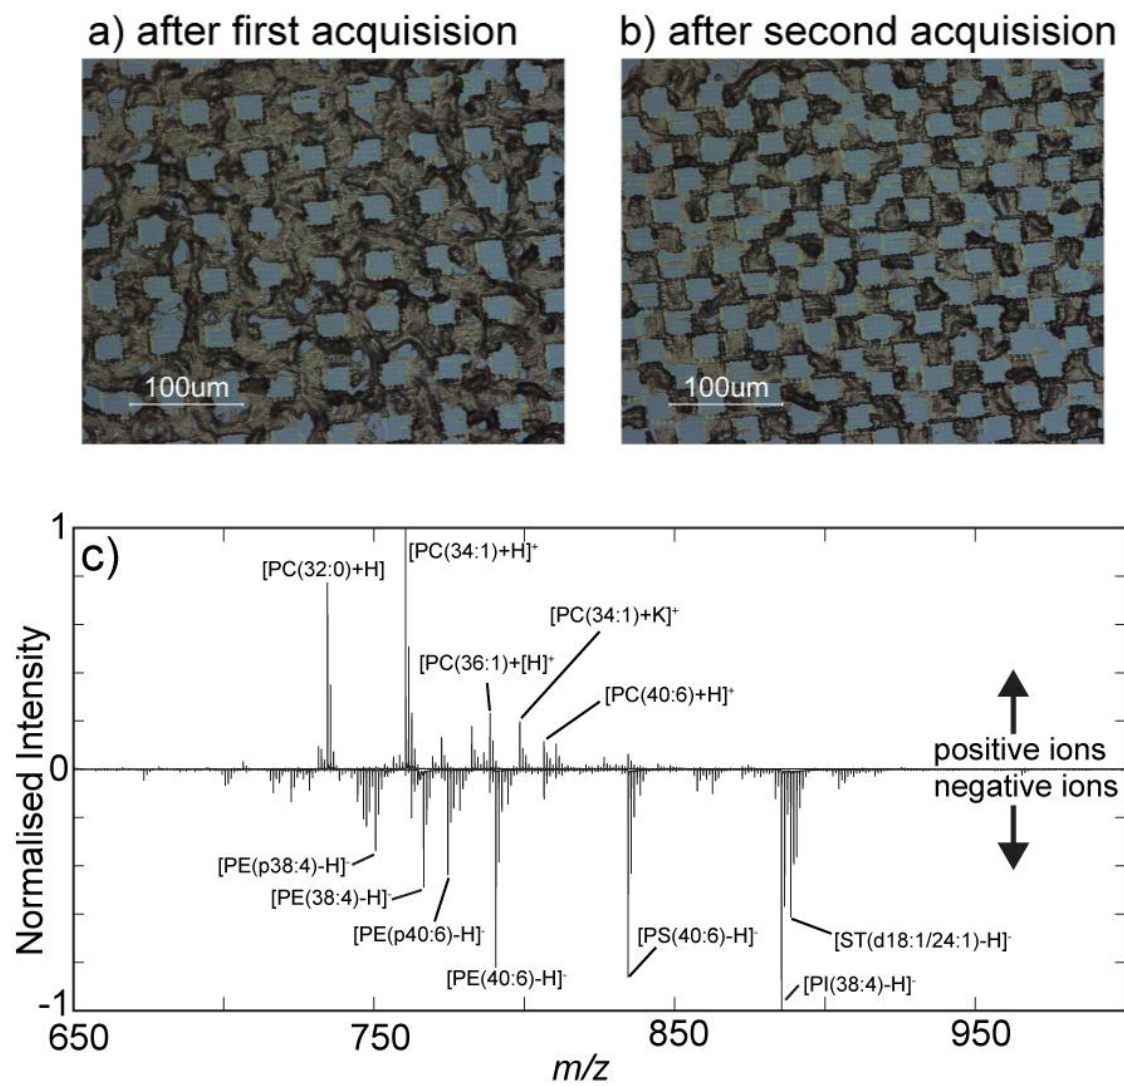 a) after first acquisision
b) after second acquisision
100um
100um
c)
1
0
-1
Normalised Intensity
[PC(32:0)+H]
[PC(34:1)+H]⁺
[PC(34:1)+K]⁺
[PC(36:1)+[H]⁺
[PC(40:6)+H]⁺
positive ions
negative ions
[PE(p38:4)-H]⁻
[PE(38:4)-H]⁻
[PE(p40:6)-H]⁻
[PE(40:6)-H]⁻
[PS(40:6)-H]⁻
[ST(d18:1/24:1)-H]⁻
[PI(38:4)-H]⁻
650
750
850
950
m/z